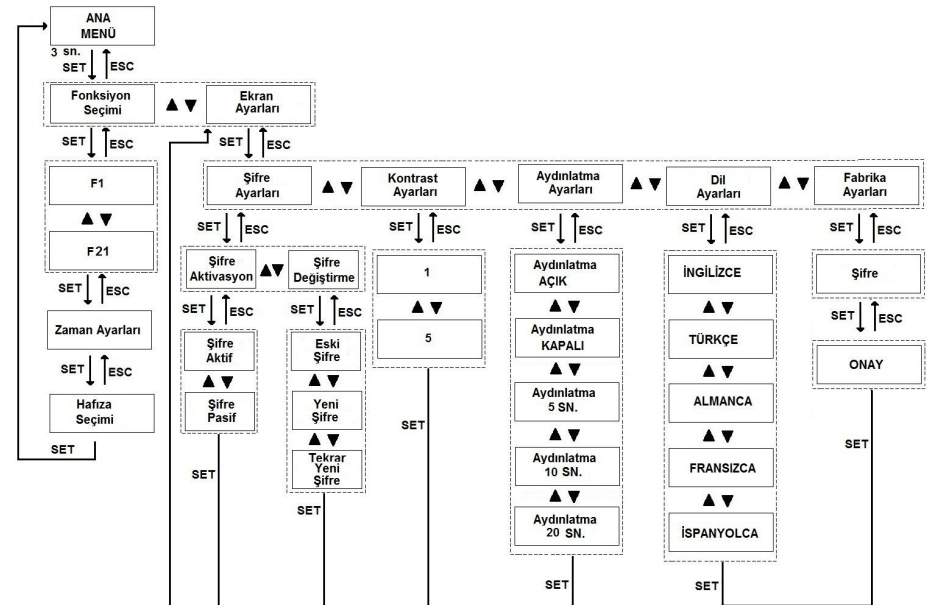 ANA
MENÜ
3 sn.
SET ESC
Fonksiyon
Seçimi
▲ ▼
Ekran
Ayarları
SET ESC
SET ESC
F1
▲ ▼
F21
SET ESC
Zaman Ayarları
SET ESC
Hafıza
Seçimi
SET
Şifre
Ayarları
▲ ▼
Kontrast
Ayarları
▲ ▼
Aydınlatma
Ayarları
▲ ▼
Dil
Ayarları
▲ ▼
Fabrika
Ayarları
SET ESC
SET ESC
SET ESC
SET ESC
SET ESC
Şifre
Aktivasyon
▲ ▼
Şifre
Değiştirme
SET ESC
SET ESC
Şifre
Aktif
▲ ▼
Şifre
Pasif
SET
Eski
Şifre
▲ ▼
Yeni
Şifre
▲ ▼
Tekrar
Yeni
Şifre
SET
1
▲ ▼
5
SET
Aydınlatma
AÇIK
▲ ▼
Aydınlatma
KAPALI
▲ ▼
Aydınlatma
5 SN.
▲ ▼
Aydınlatma
10 SN.
▲ ▼
Aydınlatma
20 SN.
SET
İNGİLİZCE
▲ ▼
TÜRKÇE
▲ ▼
ALMANCA
▲ ▼
FRANSIZCA
▲ ▼
İSPANYOLCA
SET
Şifre
SET ESC
ONAY
SET